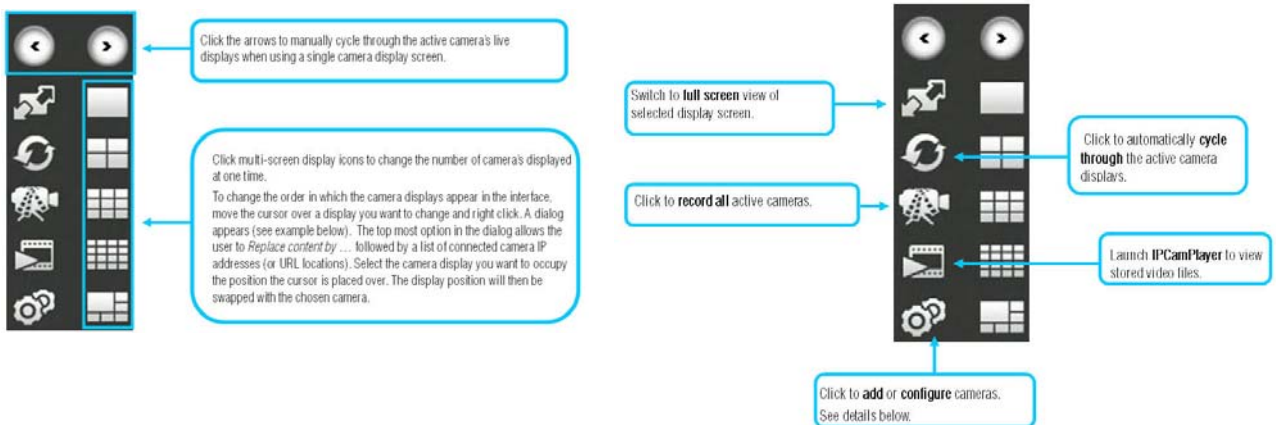 Click the arrows to manually cycle through the active camera's live
displays when using a single camera display screen.
Click multi-screen display icons to change the number of camera's displayed
at one time.
To change the order in which the camera displays appear in the interface,
move the cursor over a display you want to change and right click. A dialog
appears (see example below). The top most option in the dialog allows the
user to Replace content by … followed by a list of connected camera IP
addresses (or URL locations). Select the camera display you want to occupy
the position the cursor is placed over. The display position will then be
swapped with the chosen camera.
Switch to full screen view of
selected display screen.
Click to automatically cycle
through the active camera
displays.
Click to record all active cameras.
Launch IPCamPlayer to view
stored video files.
Click to add or configure cameras.
See details below.